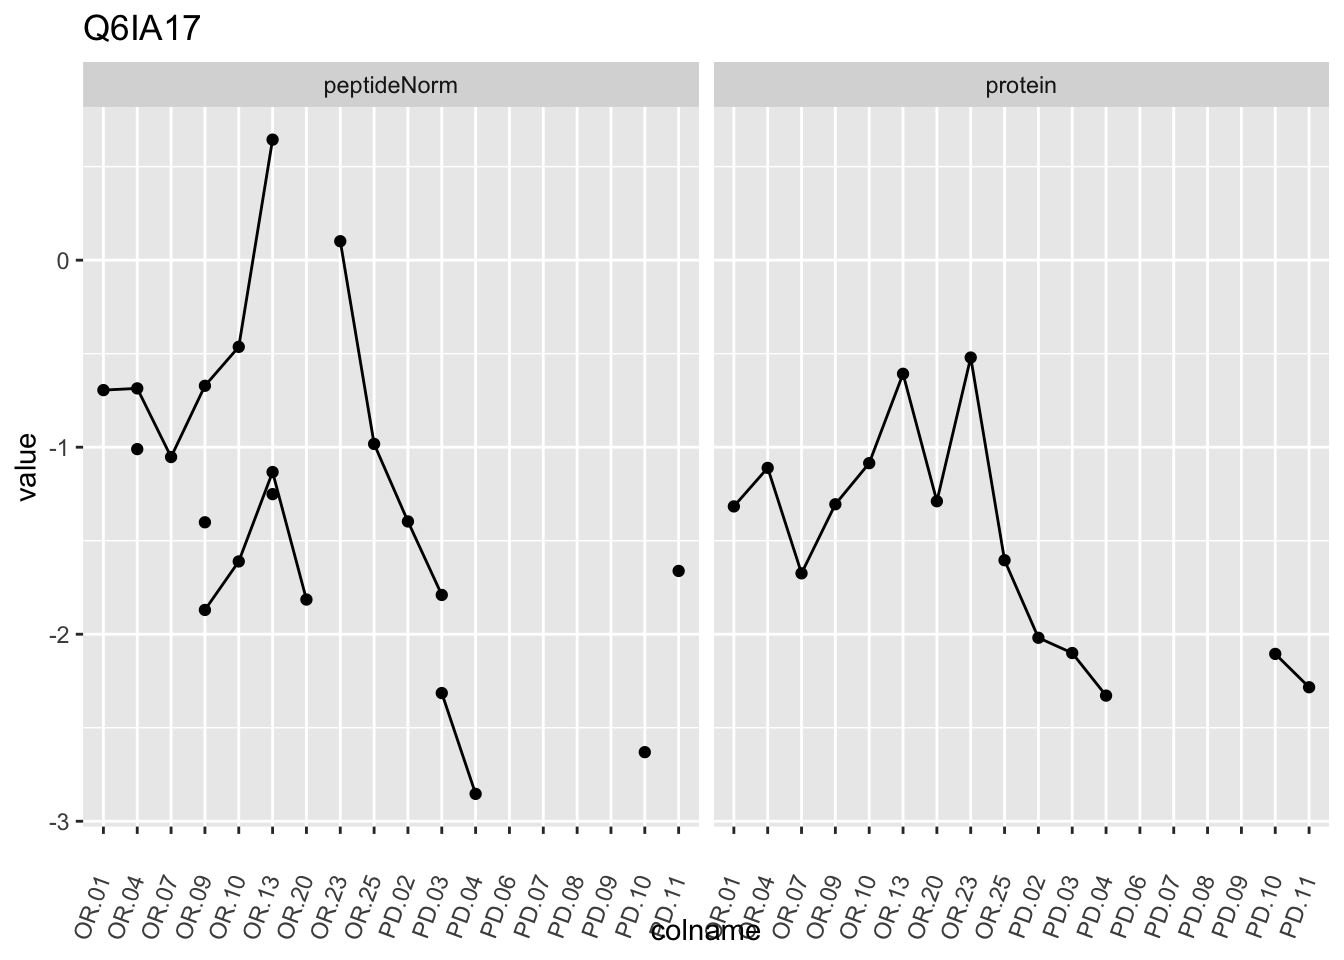 Q6IA17
peptideNorm
protein
value
0
-1
-2
-3
OR.01 OR.04 OR.07 OR.09 OR.10 OR.13 OR.20 OR.23 OR.25 PD.02 PD.03 PD.04 PD.06 PD.07 PD.08 PD.09 PD.10 PD.11
OR.01 OR.04 OR.07 OR.09 OR.10 OR.13 OR.20 OR.23 OR.25 PD.02 PD.03 PD.04 PD.06 PD.07 PD.08 PD.09 PD.10 PD.11
colname